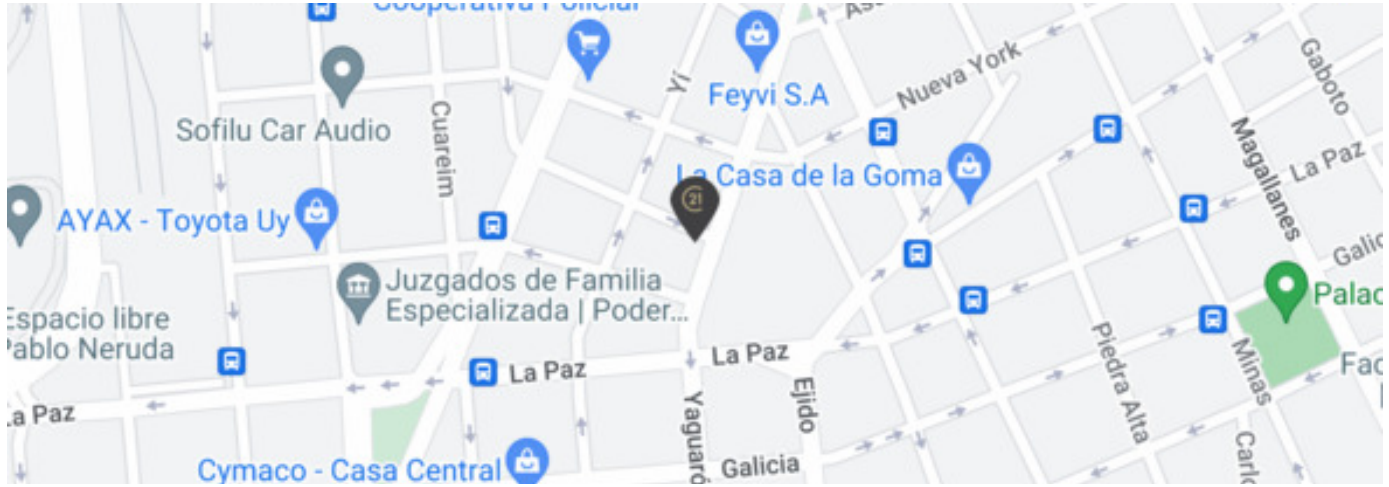 Cooperativa Policial
Yí
Feyvi S.A
Nueva York
Gaboto
Sofilu Car Audio
Cuareim
Magallanes
La Paz
La Casa de la Goma
21
AYAX - Toyota Uy
Juzgados de Familia
Especializada | Poder...
Galic
Palac
Espacio libre
Pablo Neruda
La Paz
La Paz
Piedra Alta
Minas
Fac
La Paz
Ejido
Yaguaró
Carlo
Cymaco - Casa Central
Galicia